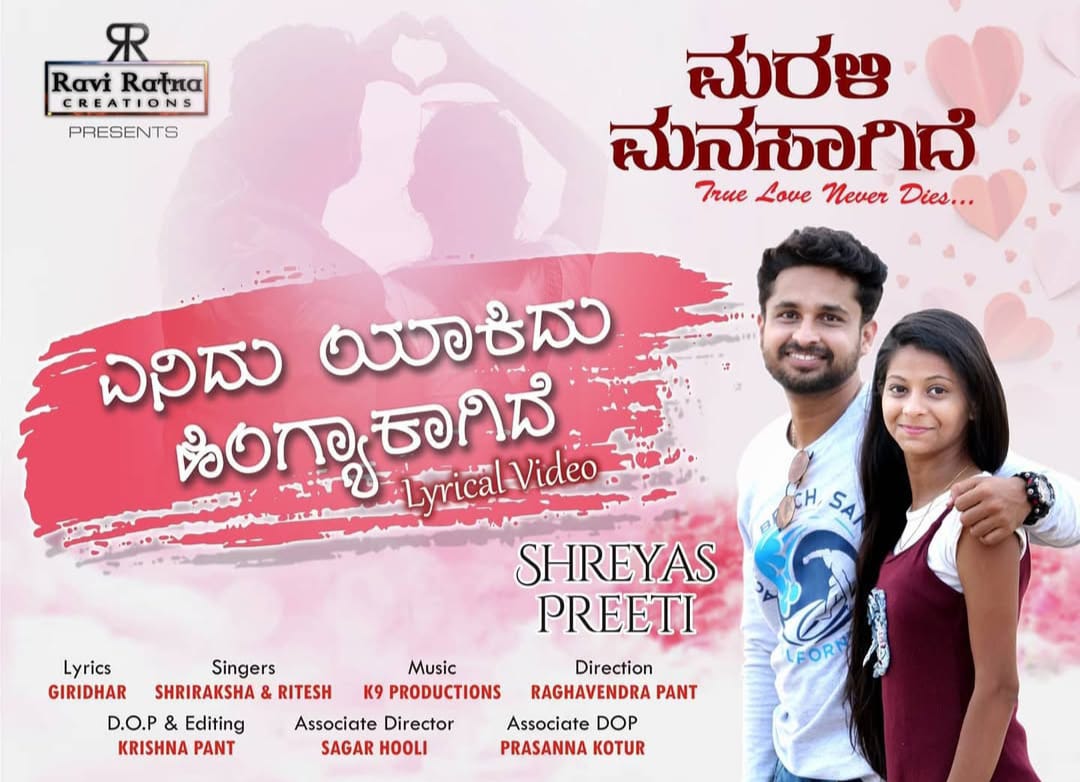 RR
Ravi Ratna
CREATIONS
PRESENTS
ಮರಳಿ
ಮನಸಾಗಿದೆ
True Love Never Dies...
ಎನಿದು ಯಾಕಿದು
ಹಿಂಗ್ಯಾಕಾಗಿದೆ
Lyrical Video
SHREYAS
PREETI
Lyrics Singers Music Direction
GIRIDHAR SHRIRAKSHA & RITESH K9 PRODUCTIONS RAGHAVENDRA PANT
D.O.P & Editing Associate Director Associate DOP
KRISHNA PANT SAGAR HOOLI PRASANNA KOTUR